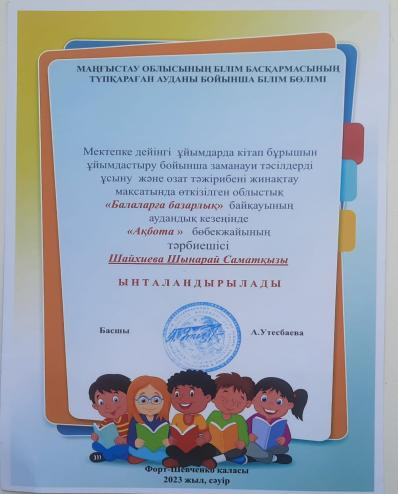 МАҢҒЫСТАУ ОБЛЫСЫНЫҢ БІЛІМ БАСҚАРМАСЫНЫҢ
ТҮПҚАРАҒАН АУДАНЫ БОЙЫНША БІЛІМ БӨЛІМІ
Мектепке дейінгі ұйымдарда кітап бұрышын
ұйымдастыру бойынша заманауи тәсілдерді
ұсыну және озат тәжірибені жинақтау
мақсатында өткізілген облыстық
«Балаларға базарлық» байқауының
аудандық кезеңінде
«Ақбота » бөбекжайының
тәрбиешісі
Шайхиева Шынарай Саматқызы
ЫНТАЛАНДЫРЫЛАДЫ
Басшы А.Утесбаева
Форт-Шевченко қаласы
2023 жыл, сәуір